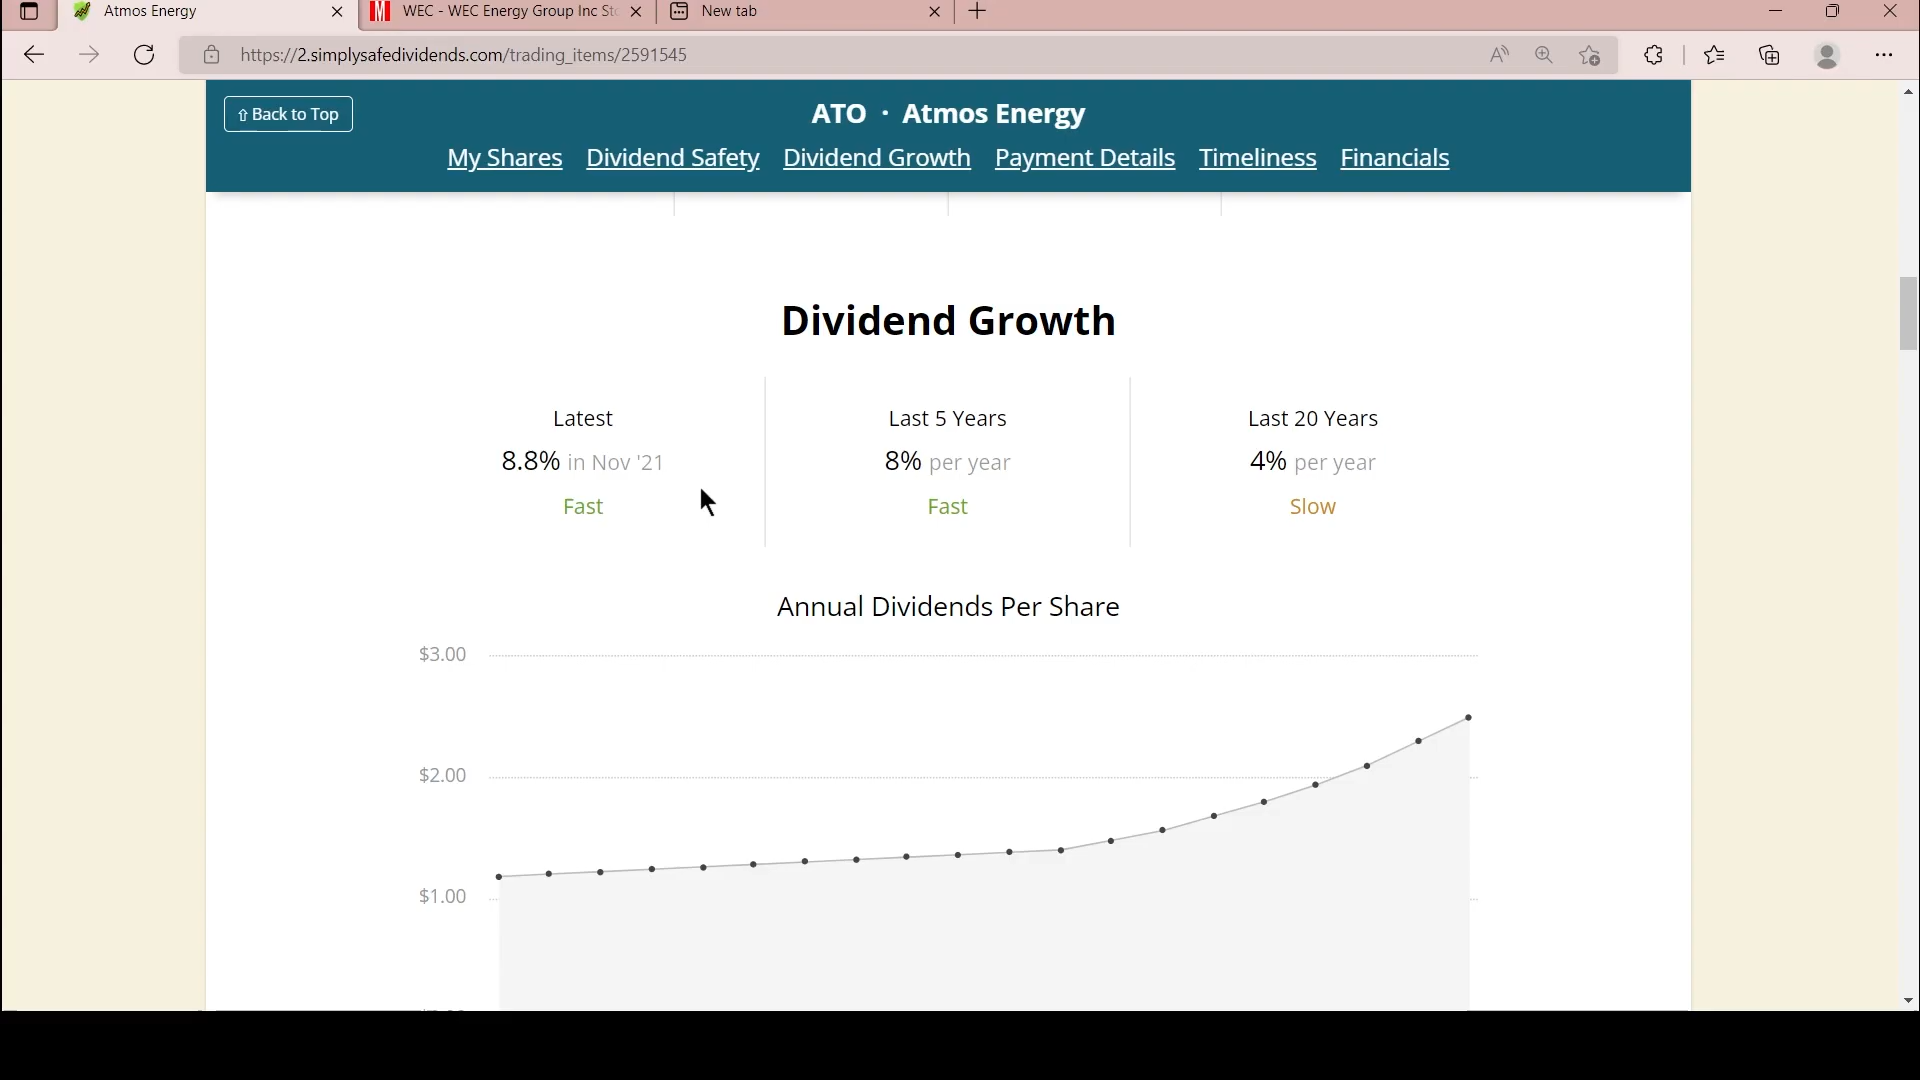 Atmos Energy
WEC - WEC Energy Group Inc
New tab
https://2.simplysafedividends.com/trading_items/2591545
⇧ Back to Top
ATO · Atmos Energy
My Shares Dividend Safety Dividend Growth Payment Details Timeliness Financials
Dividend Growth
Latest
8.8% in Nov '21
Fast
Last 5 Years
8% per year
Fast
Last 20 Years
4% per year
Slow
Annual Dividends Per Share
$3.00
$2.00
$1.00